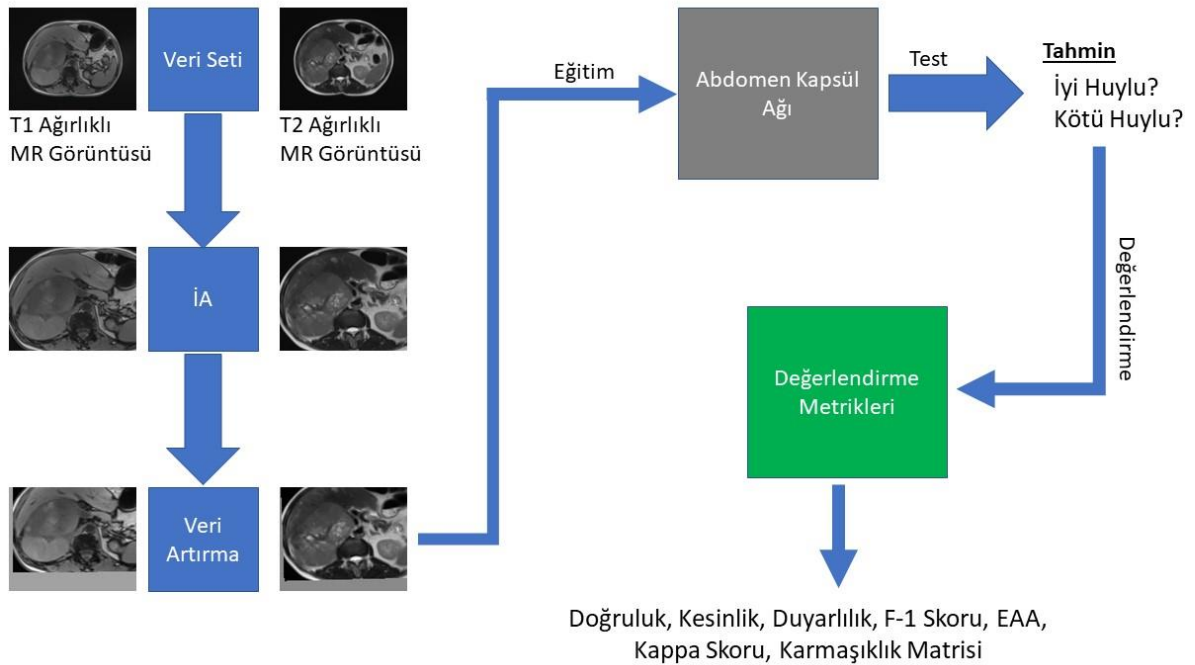 Veri Seti
T1 Ağırlıklı
MR Görüntüsü
T2 Ağırlıklı
MR Görüntüsü
İA
Veri
Artırma
Eğitim
Abdomen Kapsül
Ağı
Test
Tahmin
İyi Huylu?
Kötü Huylu?
Değerlendirme
Değerlendirme
Metrikleri
Doğruluk, Kesinlik, Duyarlılık, F-1 Skoru, EAA,
Kappa Skoru, Karmaşıklık Matrisi